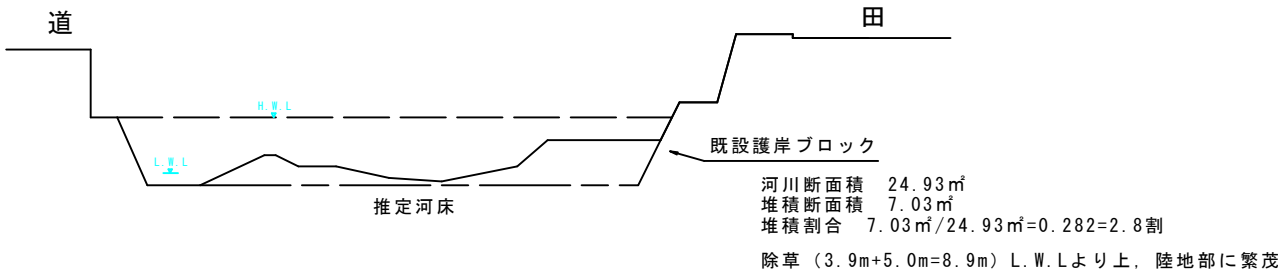 道
田
H.W.L
L.W.L
既設護岸ブロック
推定河床
河川断面積 24.93㎡
堆積断面積 7.03㎡
堆積割合 7.03㎡/24.93㎡=0.282=2.8割
除草（3.9m+5.0m=8.9m）L.W.Lより上，陸地部に繁茂